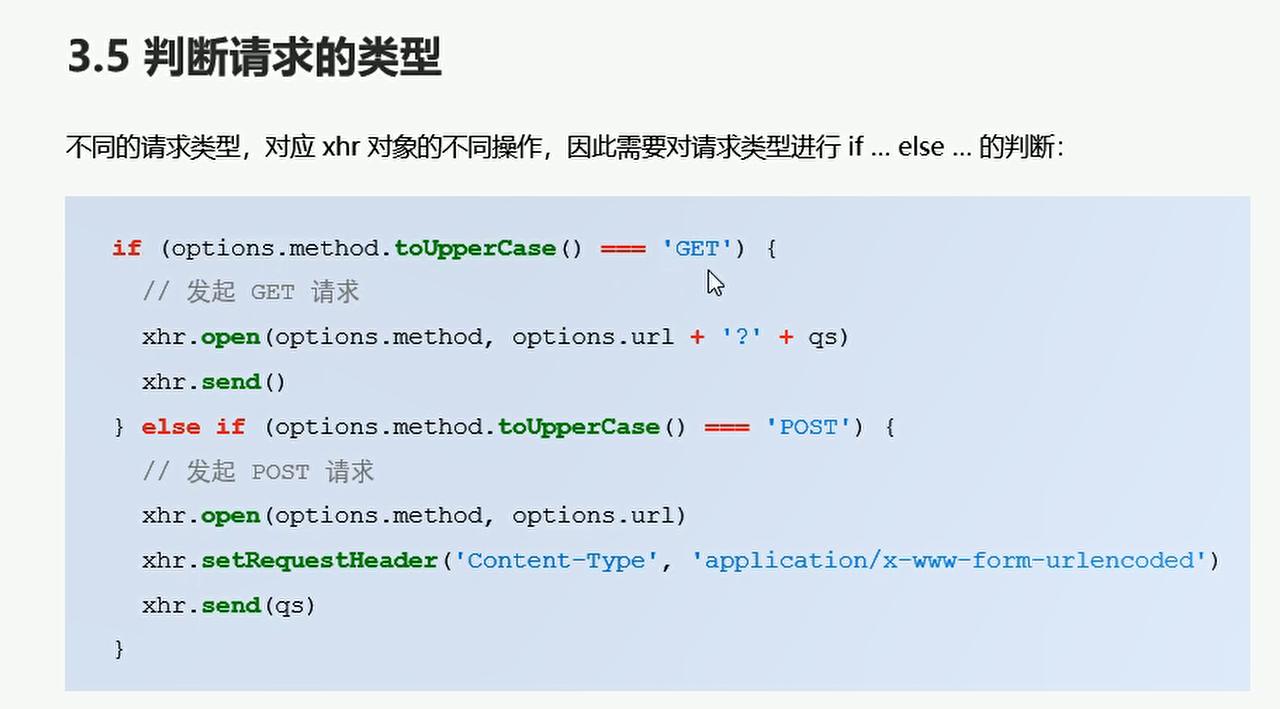 3.5 判断请求的类型
不同的请求类型，对应 xhr 对象的不同操作，因此需要对请求类型进行 if ... else ... 的判断：
if (options.method.toUpperCase() === 'GET') {
// 发起 GET 请求
xhr.open(options.method, options.url + '?' + qs)
xhr.send()
} else if (options.method.toUpperCase() === 'POST') {
// 发起 POST 请求
xhr.open(options.method, options.url)
xhr.setRequestHeader('Content-Type', 'application/x-www-form-urlencoded')
xhr.send(qs)
}